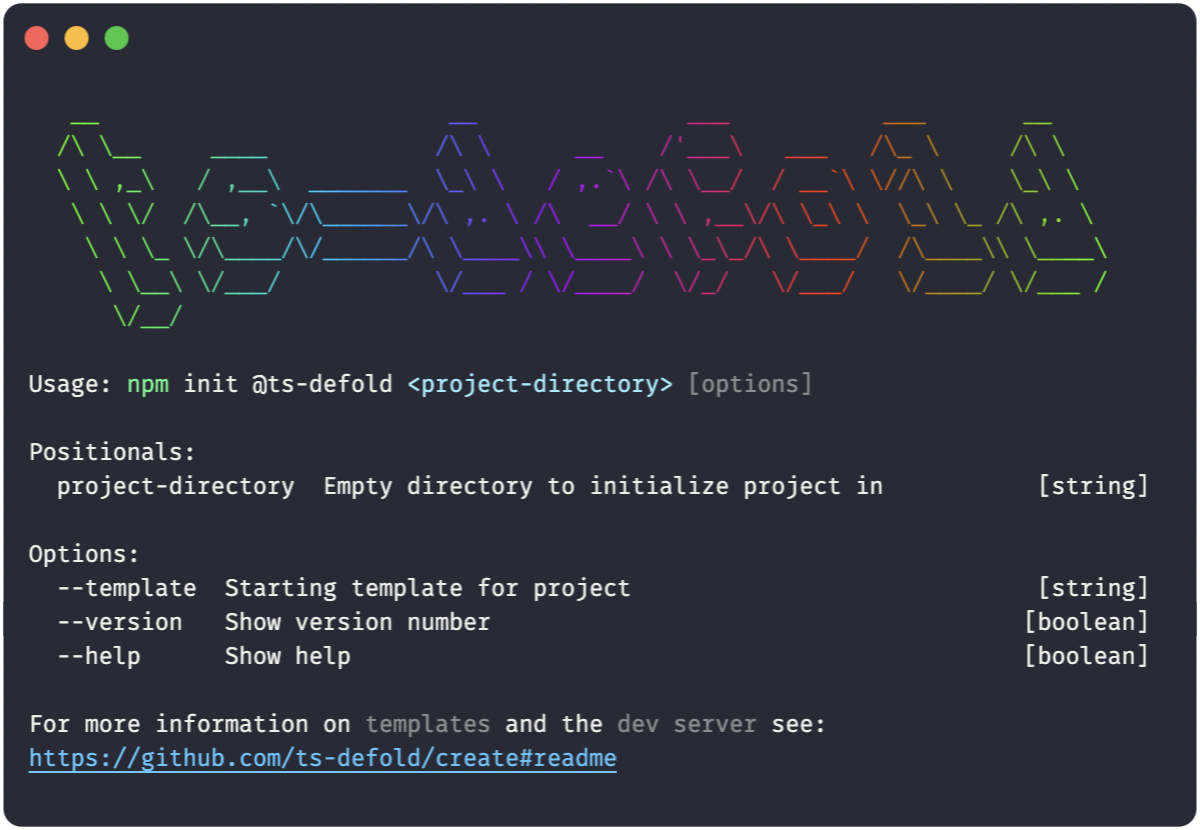 ts-defold
Usage: npm init @ts-defold <project-directory> [options]
Positionals:
project-directory  Empty directory to initialize project in  [string]
Options:
--template  Starting template for project  [string]
--version  Show version number  [boolean]
--help  Show help  [boolean]
For more information on templates and the dev server see:
https://github.com/ts-defold/create#readme